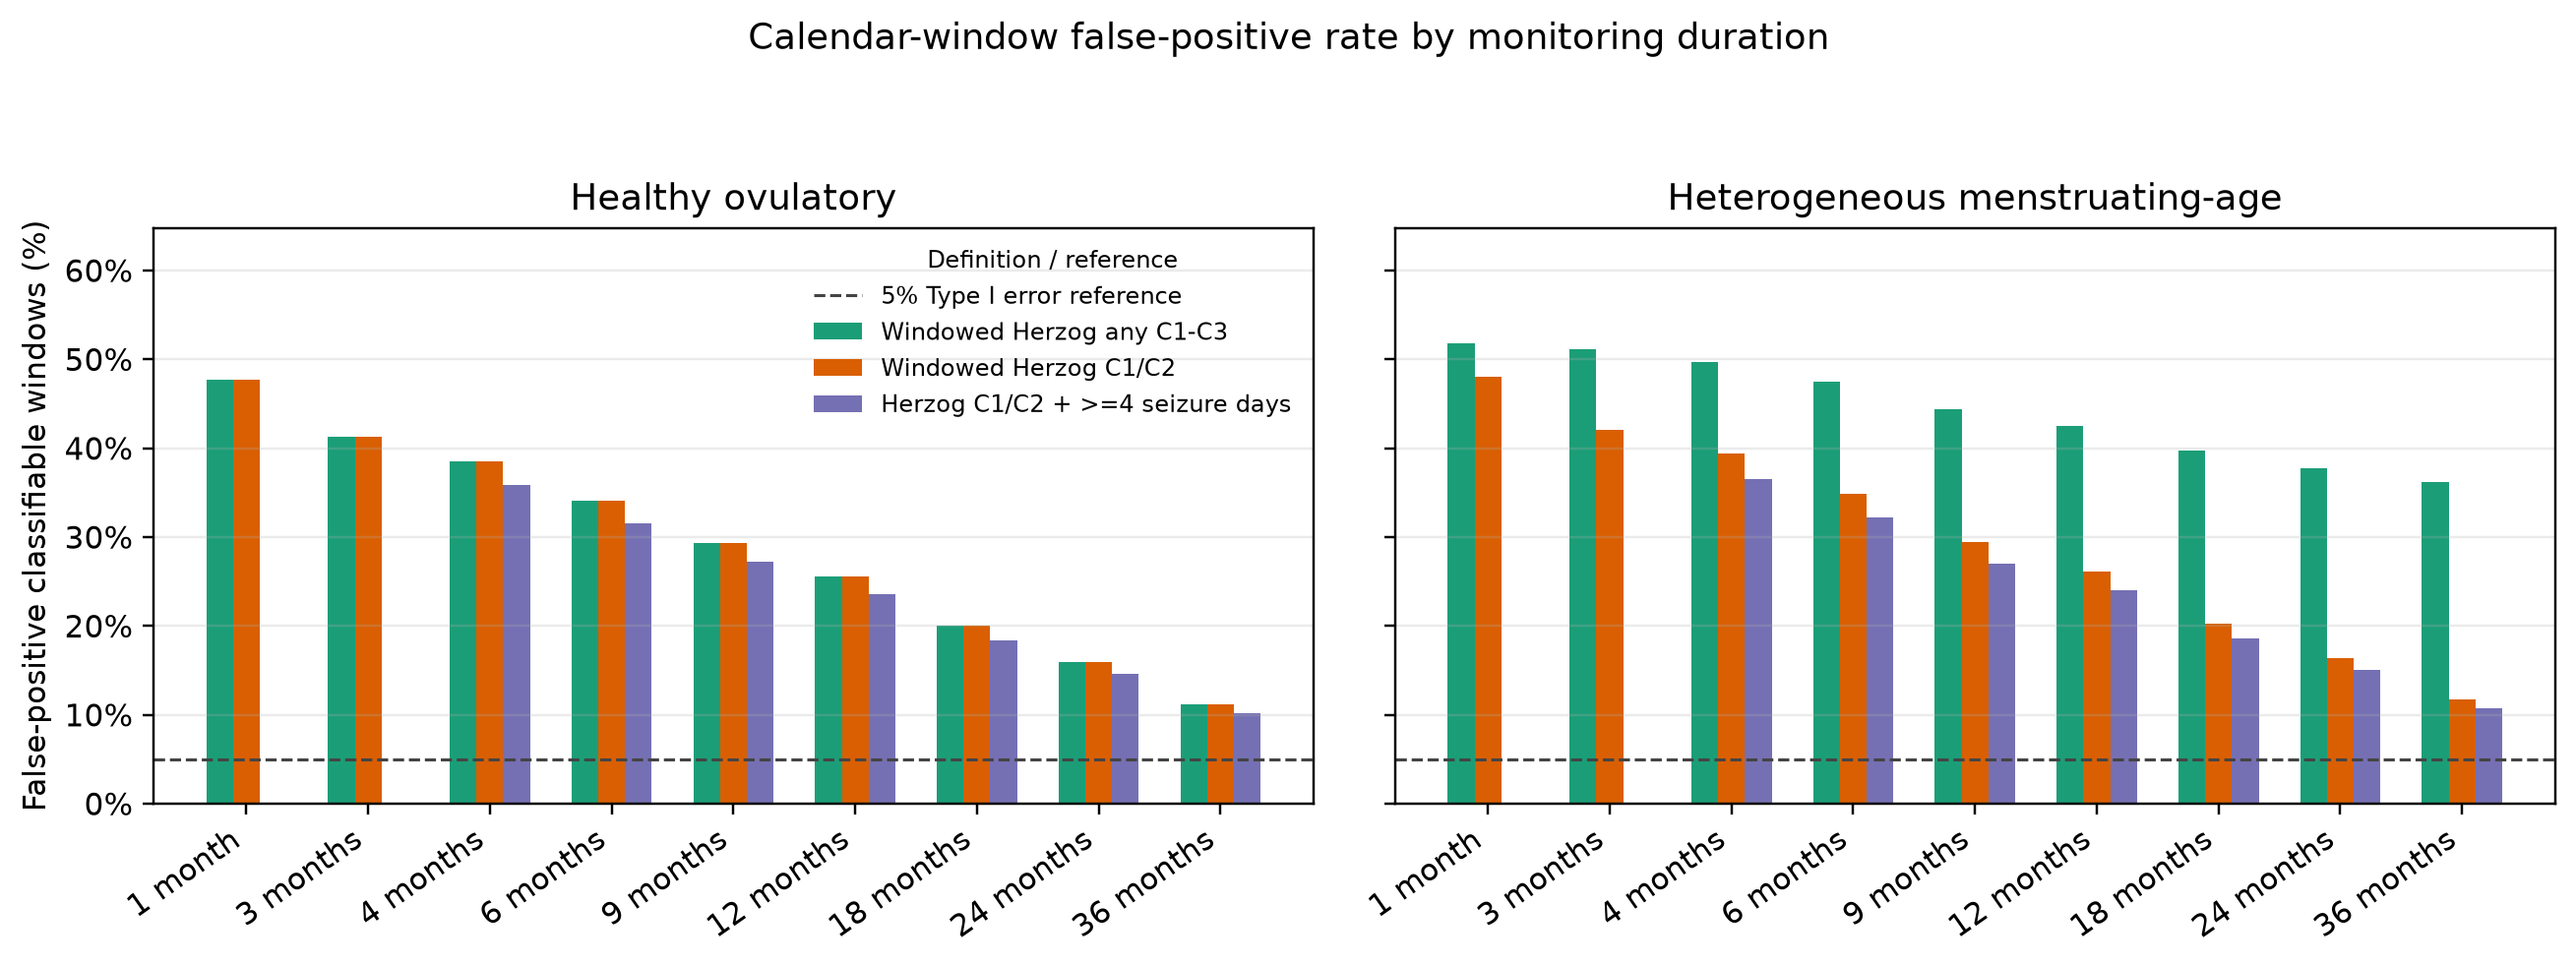 Calendar-window false-positive rate by monitoring duration
Healthy ovulatory
False-positive classifiable windows (%)
60%
50%
40%
30%
20%
10%
0%
Definition / reference
5% Type I error reference
Windowed Herzog any C1-C3
Windowed Herzog C1/C2
Herzog C1/C2 + >=4 seizure days
1 month
3 months
4 months
6 months
9 months
12 months
18 months
24 months
36 months
Heterogeneous menstruating-age
1 month
3 months
4 months
6 months
9 months
12 months
18 months
24 months
36 months